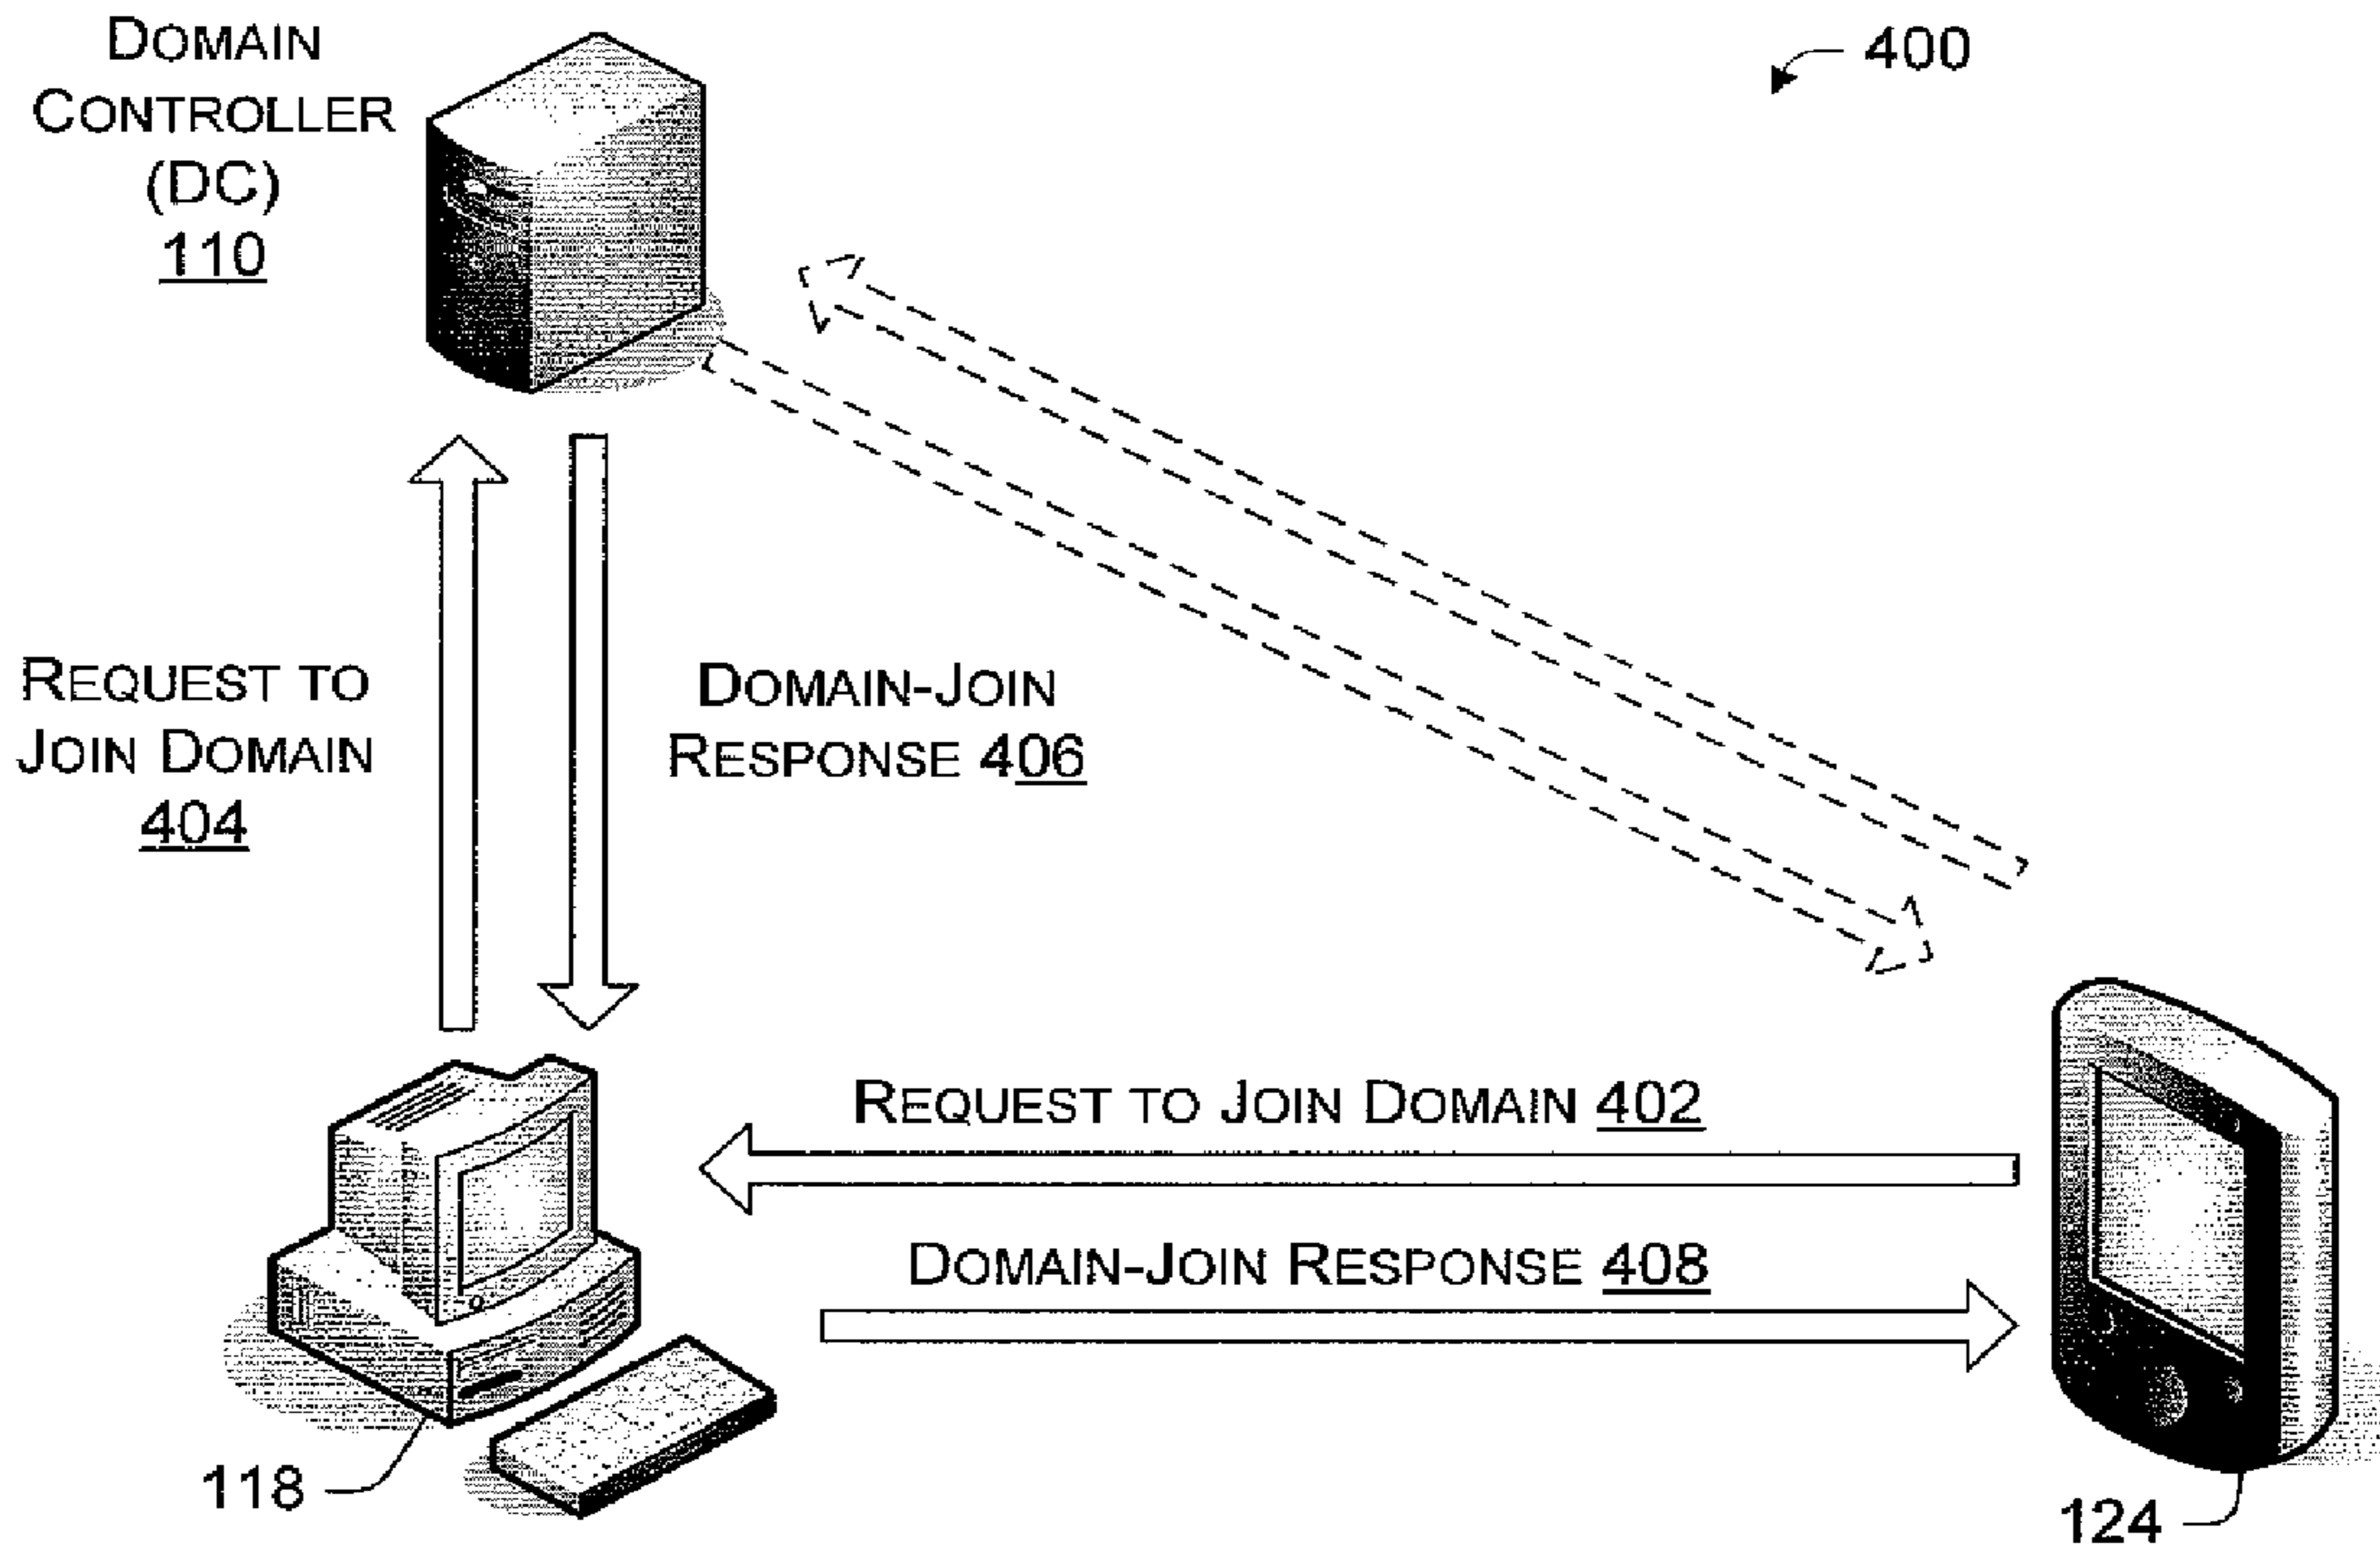 DOMAIN
CONTROLLER
(DC)
110
400
REQUEST TO
JOIN DOMAIN
404
DOMAIN-JOIN
RESPONSE 406
REQUEST TO JOIN DOMAIN 402
DOMAIN-JOIN RESPONSE 408
118
124